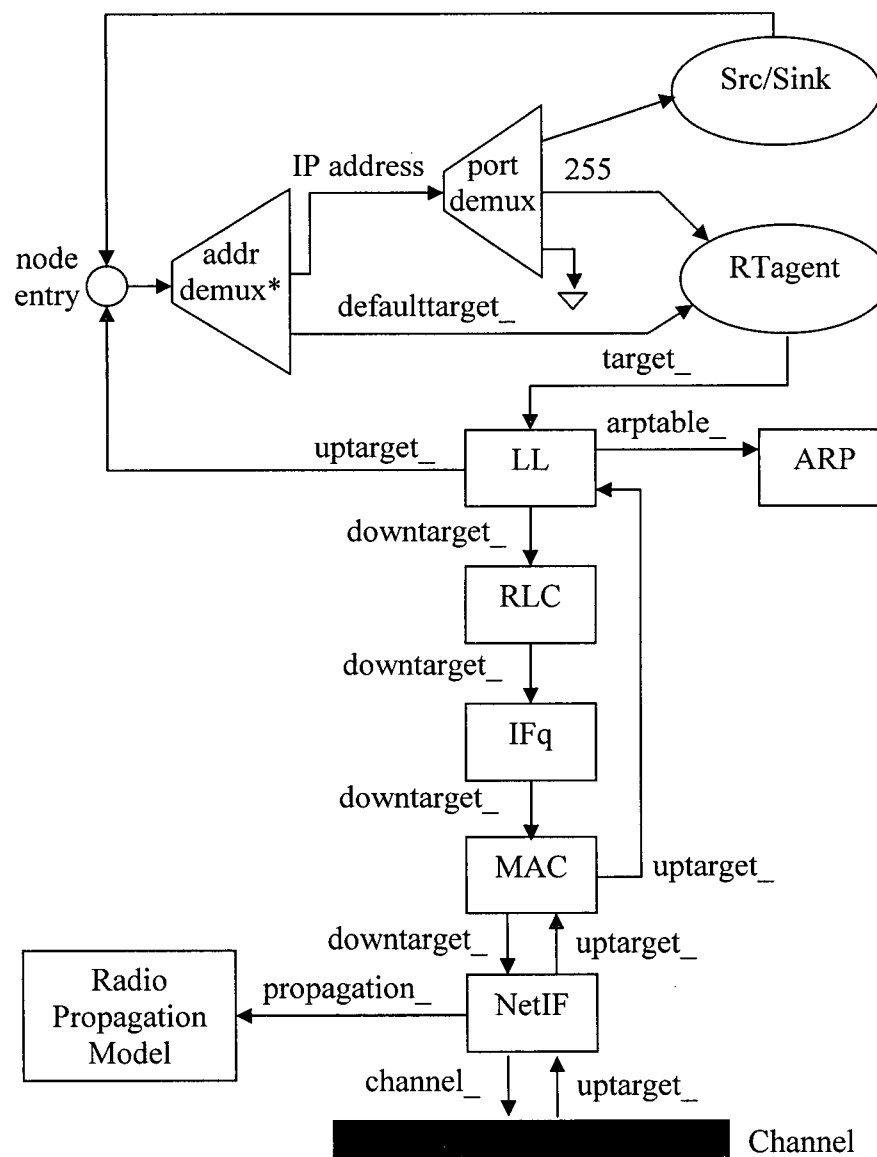 Src/Sink
IP address
port
demux
255
node
entry
addr
demux*
RTagent
defaulttarget_
target_
uptarget_
LL
arptable_
ARP
downtarget_
RLC
downtarget_
IFq
downtarget_
MAC
uptarget_
downtarget_
uptarget_
Radio
Propagation
Model
propagation_
NetIF
channel_
uptarget_
Channel